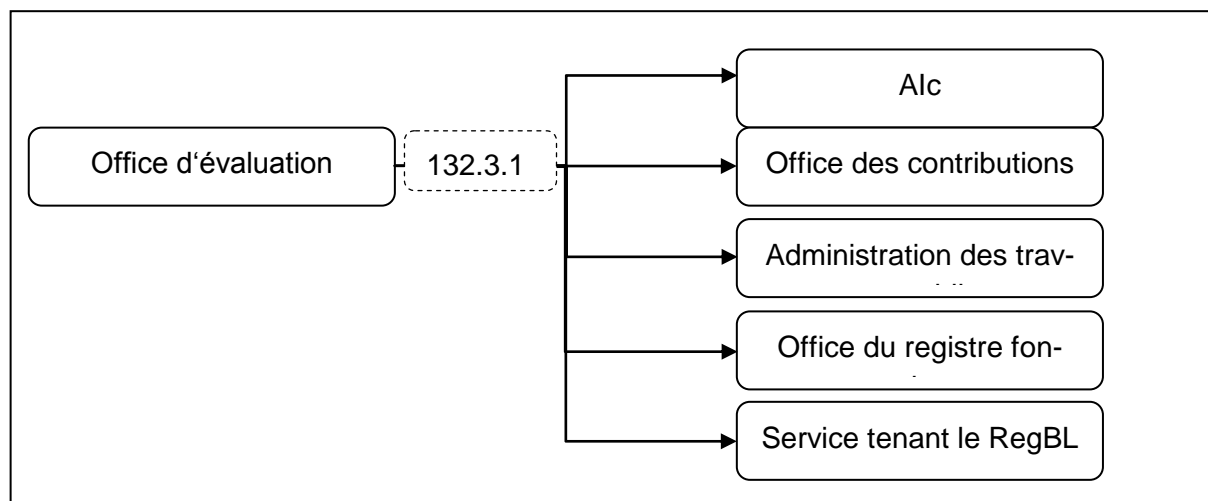 AIc
Office d‘évaluation
132.3.1
Office des contributions
Administration des trav-
Office du registre fon-
Service tenant le RegBL